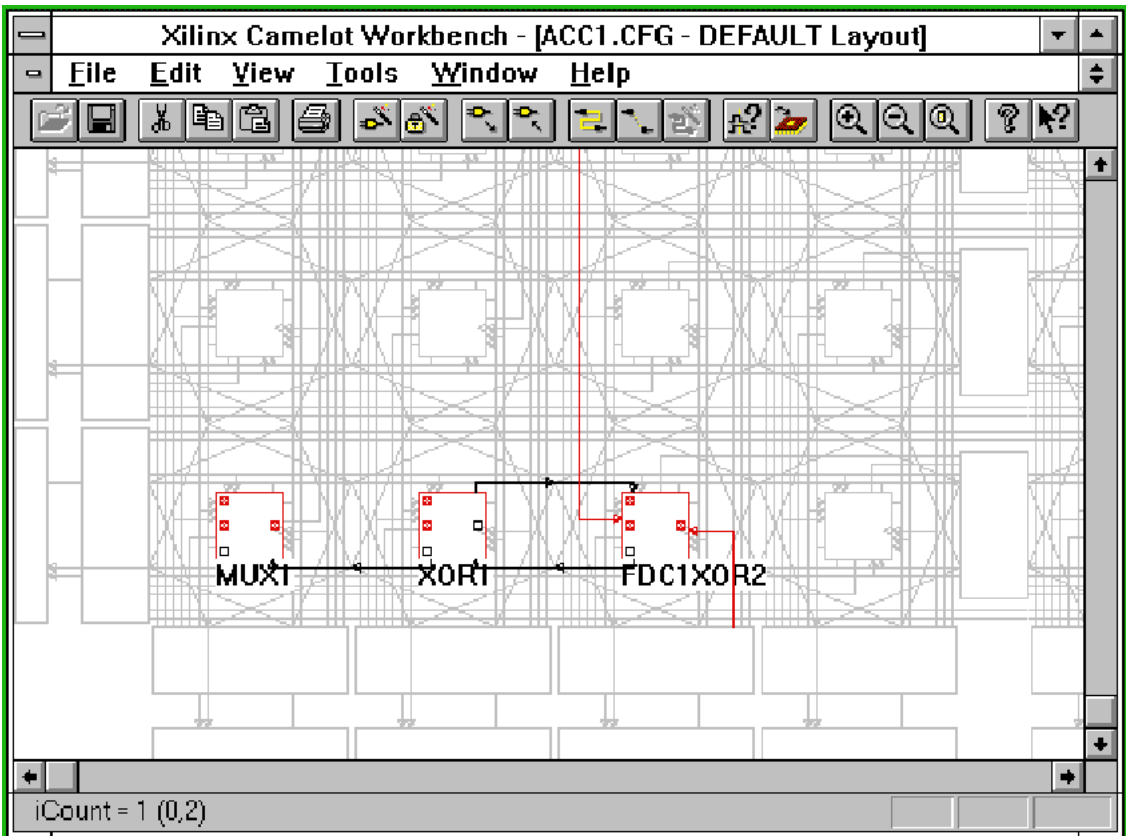 Xilinx Camelot Workbench - [ACC1.CFG - DEFAULT Layout]
File Edit View Tools Window Help
MUX1 XOR1 FDC1XOR2
iCount = 1 (0,2)